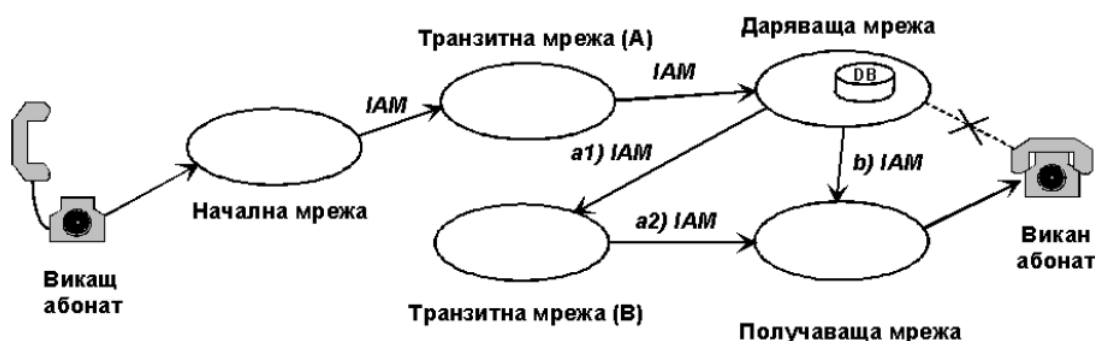 Транзитна мрежа (A)
Даряваща мрежа
IAM
IAM
DB
IAM
a1) IAM
b) IAM
Начална мрежа
a2) IAM
Викащ
абонат
Викан
абонат
Транзитна мрежа (B)
Получаваща мрежа